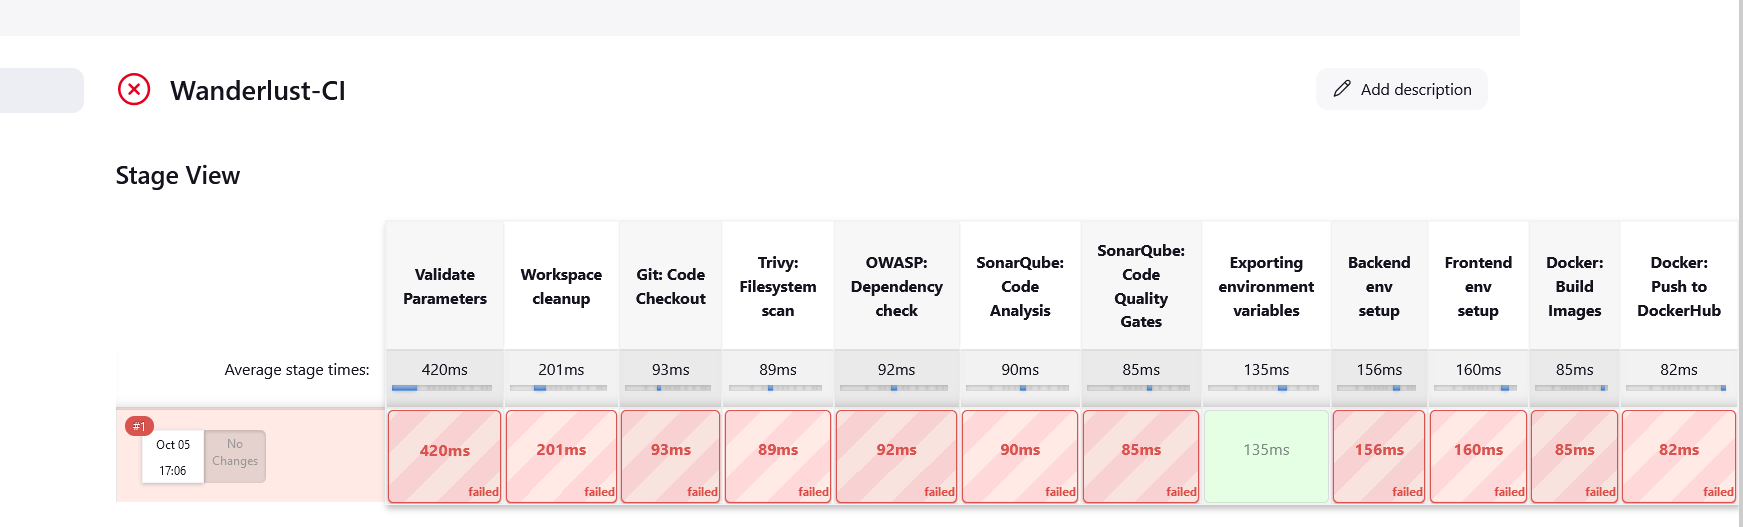 Wanderlust-CI
Add description
Stage View
Validate
Parameters
Workspace
cleanup
Git: Code
Checkout
Trivy:
Filesystem
scan
OWASP:
Dependency
check
SonarQube:
Code
Analysis
SonarQube:
Code
Quality
Gates
Exporting
environment
variables
Backend
env
setup
Frontend
env
setup
Docker:
Build
Images
Docker:
Push to
DockerHub
Average stage times:
420ms
201ms
93ms
89ms
92ms
90ms
85ms
135ms
156ms
160ms
85ms
82ms
#1
Oct 05
17:06
No
Changes
420ms
failed
201ms
failed
93ms
failed
89ms
failed
92ms
failed
90ms
failed
85ms
failed
135ms
156ms
failed
160ms
failed
85ms
failed
82ms
failed